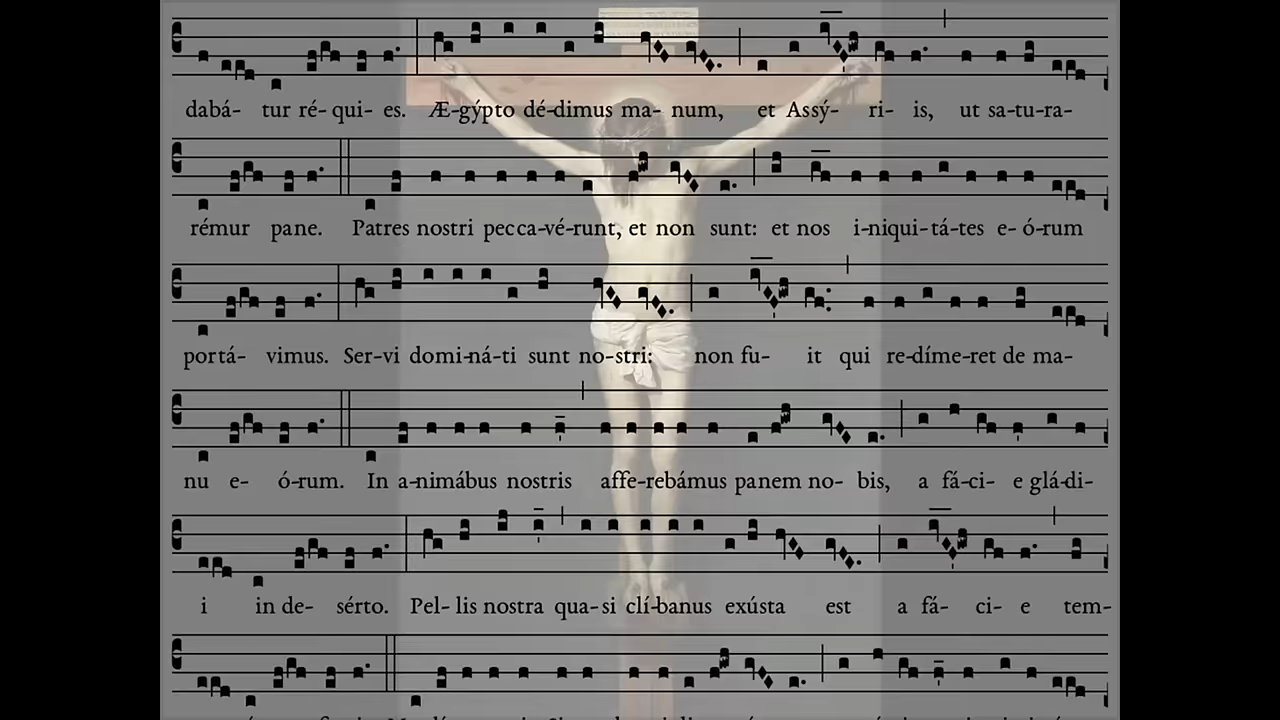 dabá- tur ré- qui- es. Æ-gýpto dé-dimus ma- num, et Assý- ri- is, ut sa-tu-ra-
rémur pane. Patres nostri pecca-vé-runt, et non sunt: et nos i-niqui-tá-tes e- ó-rum
portá- vimus. Ser-vi domi-ná-ti sunt no-stri: non fu- it qui re-díme-ret de ma-
nu e- ó-rum. In a-nimábus nostris affe-rebámus panem no- bis, a fá-ci- e glá-di-
i in de- sérto. Pel- lis nostra qua-si clí-banus exústa est a fá- ci- e tem-